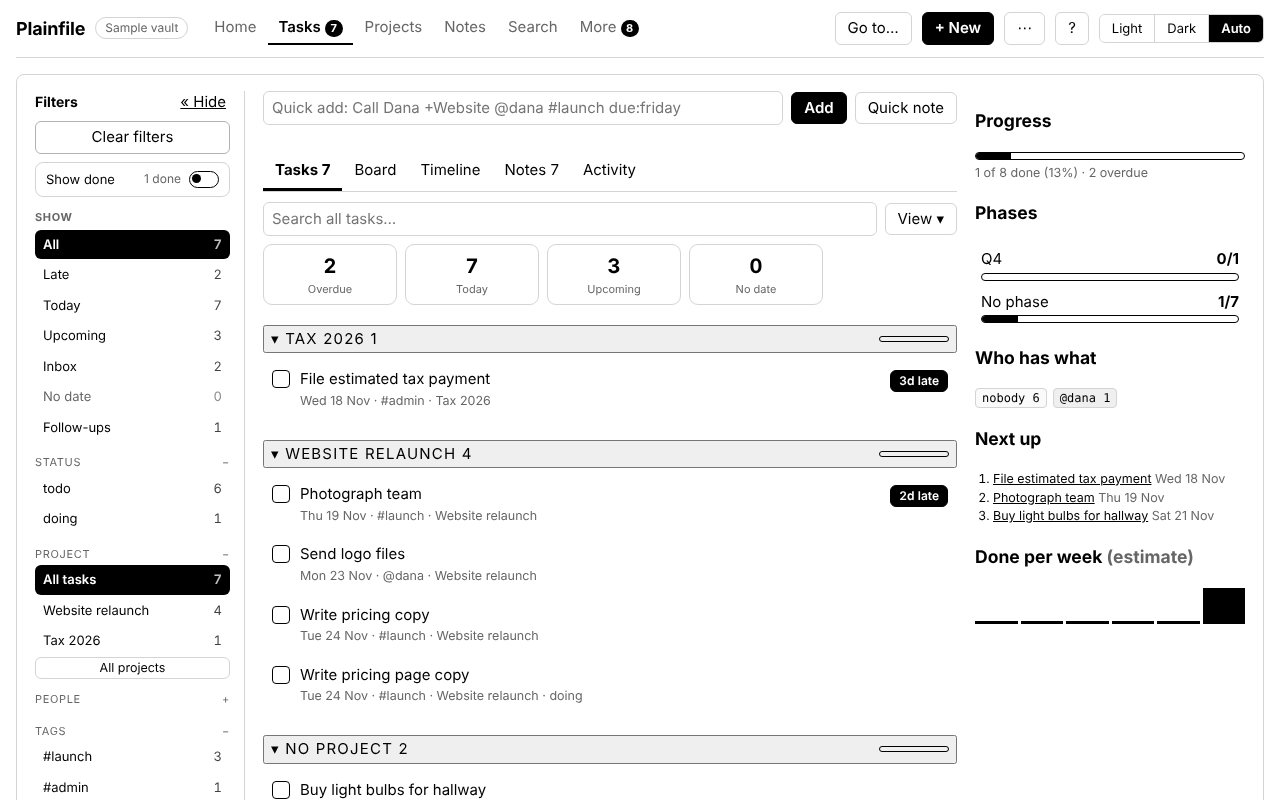 Plainfile Sample vault Home Tasks 7 Projects Notes Search More 8 Go to... + New ··· ? Light Dark Auto
Filters « Hide
Clear filters
Show done 1 done
SHOW
All 7
Late 2
Today 7
Upcoming 3
Inbox 2
No date 0
Follow-ups 1
STATUS –
todo 6
doing 1
PROJECT –
All tasks 7
Website relaunch 4
Tax 2026 1
All projects
PEOPLE +
TAGS –
#launch 3
#admin 1
Quick add: Call Dana +Website @dana #launch due:friday Add Quick note
Tasks 7 Board Timeline Notes 7 Activity
Search all tasks... View ▾
2 7 3 0
Overdue Today Upcoming No date
▾ TAX 2026 1
File estimated tax payment 3d late
Wed 18 Nov · #admin · Tax 2026
▾ WEBSITE RELAUNCH 4
Photograph team 2d late
Thu 19 Nov · #launch · Website relaunch
Send logo files
Mon 23 Nov · @dana · Website relaunch
Write pricing copy
Tue 24 Nov · #launch · Website relaunch
Write pricing page copy
Tue 24 Nov · #launch · Website relaunch · doing
▾ NO PROJECT 2
Buy light bulbs for hallway
Progress
1 of 8 done (13%) · 2 overdue
Phases
Q4 0/1
No phase 1/7
Who has what
nobody 6 @dana 1
Next up
1. File estimated tax payment Wed 18 Nov
2. Photograph team Thu 19 Nov
3. Buy light bulbs for hallway Sat 21 Nov
Done per week (estimate)